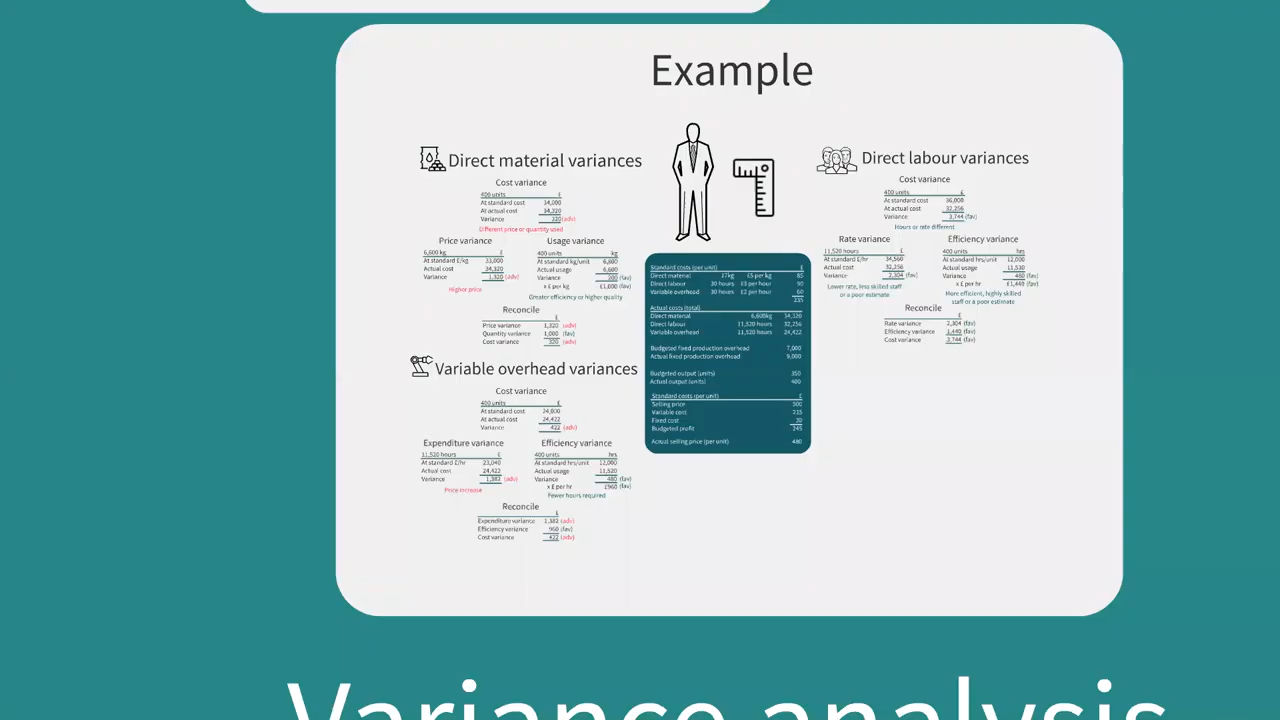 Example
Direct material variances
Cost variance
400 units £
At standard cost 34,000
At actual cost 34,320
Variance 320 (adv)
Different price or quantity used
Price variance
6,600 kg £
At standard £/kg 33,000
Actual cost 34,320
Variance 1,320 (adv)
Higher price
Usage variance
400 units kg
At standard kg/unit 6,800
Actual usage 6,600
Variance 200 (fav)
x £ per kg £1,000 (fav)
Greater efficiency or higher quality
Reconcile
£
Price variance 1,320 (adv)
Quantity variance 1,000 (fav)
Cost variance 320 (adv)
Variable overhead variances
Cost variance
400 units £
At standard cost 24,000
At actual cost 24,422
Variance 422 (adv)
Expenditure variance
11,520 hours £
At standard £/hr 23,040
Actual cost 24,422
Variance 1,382 (adv)
Price increase
Efficiency variance
400 units hrs
At standard hrs/unit 12,000
Actual usage 11,520
Variance 480 (fav)
x £ per hr £960 (fav)
Fewer hours required
Reconcile
£
Expenditure variance 1,382 (adv)
Efficiency variance 960 (fav)
Cost variance 422 (adv)
Standard costs (per unit) £
Direct material 17kg £5 per kg 85
Direct labour 30 hours £3 per hour 90
Variable overhead 30 hours £2 per hour 60
235
Actual costs (total)
Direct material 6,600kg 34,320
Direct labour 11,520 hours 32,256
Variable overhead 11,520 hours 24,422
Budgeted fixed production overhead 7,000
Actual fixed production overhead 9,000
Budgeted output (units) 350
Actual output (units) 400
Standard costs (per unit) £
Selling price 500
Variable cost 235
Fixed cost 20
Budgeted profit 245
Actual selling price (per unit) 480
Direct labour variances
Cost variance
400 units £
At standard cost 36,000
At actual cost 32,256
Variance 3,744 (fav)
Hours or rate different
Rate variance
11,520 hours £
At standard £/hr 34,560
Actual cost 32,256
Variance 2,304 (fav)
Lower rate, less skilled staff
or a poor estimate
Efficiency variance
400 units hrs
At standard hrs/unit 12,000
Actual usage 11,520
Variance 480 (fav)
x £ per hr £1,440 (fav)
More efficient, highly skilled
staff or a poor estimate
Reconcile
£
Rate variance 2,304 (fav)
Efficiency variance 1,440 (fav)
Cost variance 3,744 (fav)
Variance analysis